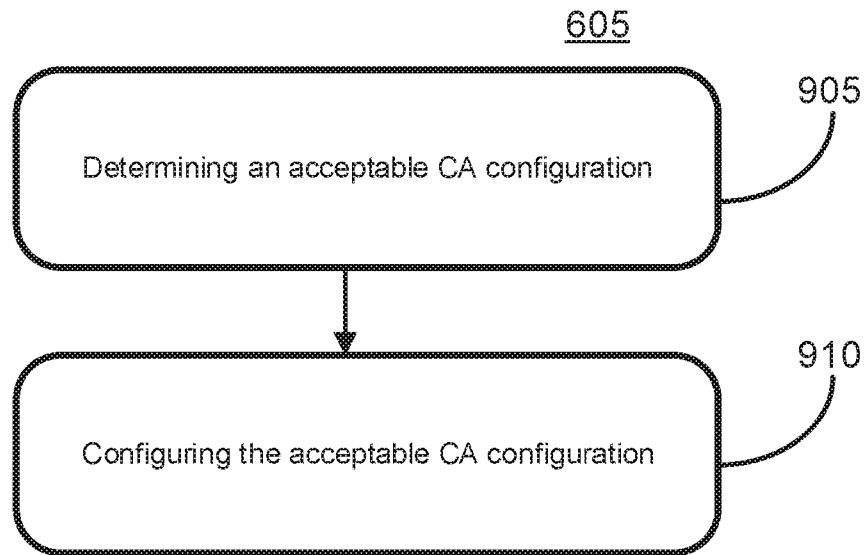 605
905
Determining an acceptable CA configuration
910
Configuring the acceptable CA configuration